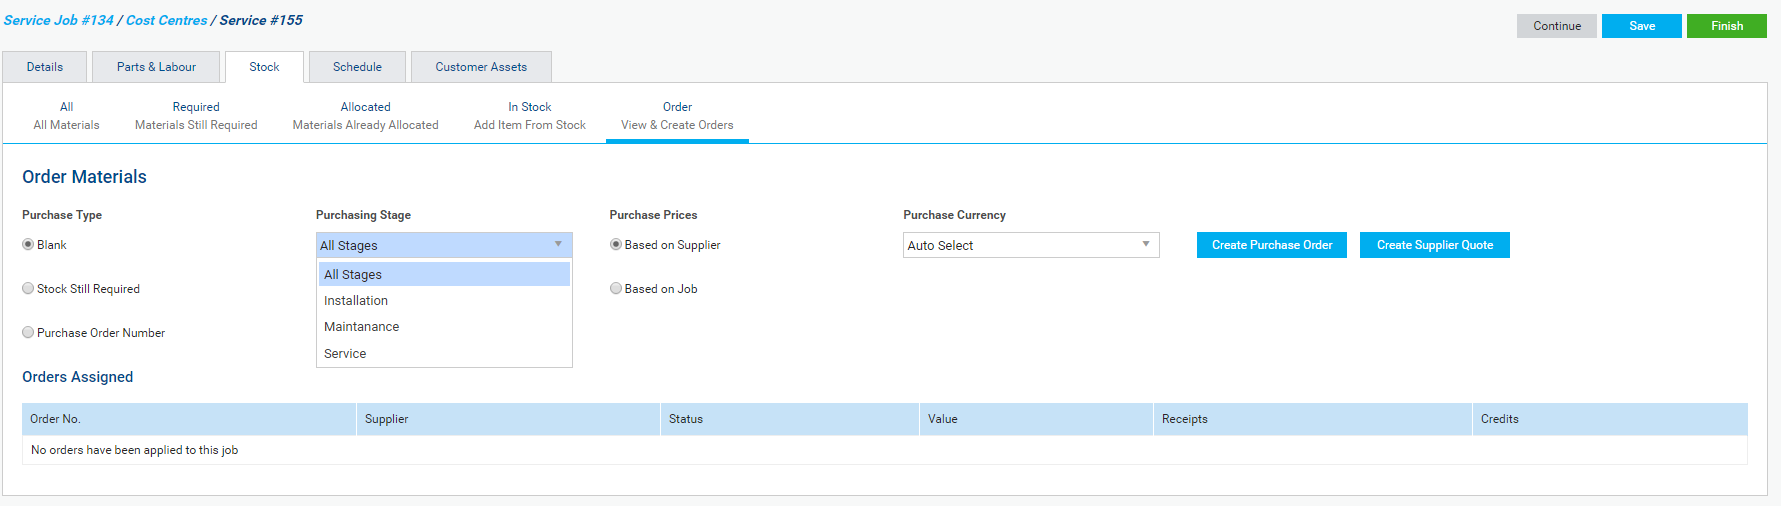 Service Job #134 / Cost Centres / Service #155
Continue Save Finish
Details Parts & Labour Stock Schedule Customer Assets
All Required Allocated In Stock Order
All Materials Materials Still Required Materials Already Allocated Add Item From Stock View & Create Orders
Order Materials
Purchase Type Purchasing Stage Purchase Prices Purchase Currency
Blank All Stages Based on Supplier Auto Select Create Purchase Order Create Supplier Quote
All Stages
Stock Still Required Based on Job
Installation
Maintanance
Purchase Order Number
Service
Orders Assigned
Order No. Supplier Status Value Receipts Credits
No orders have been applied to this job